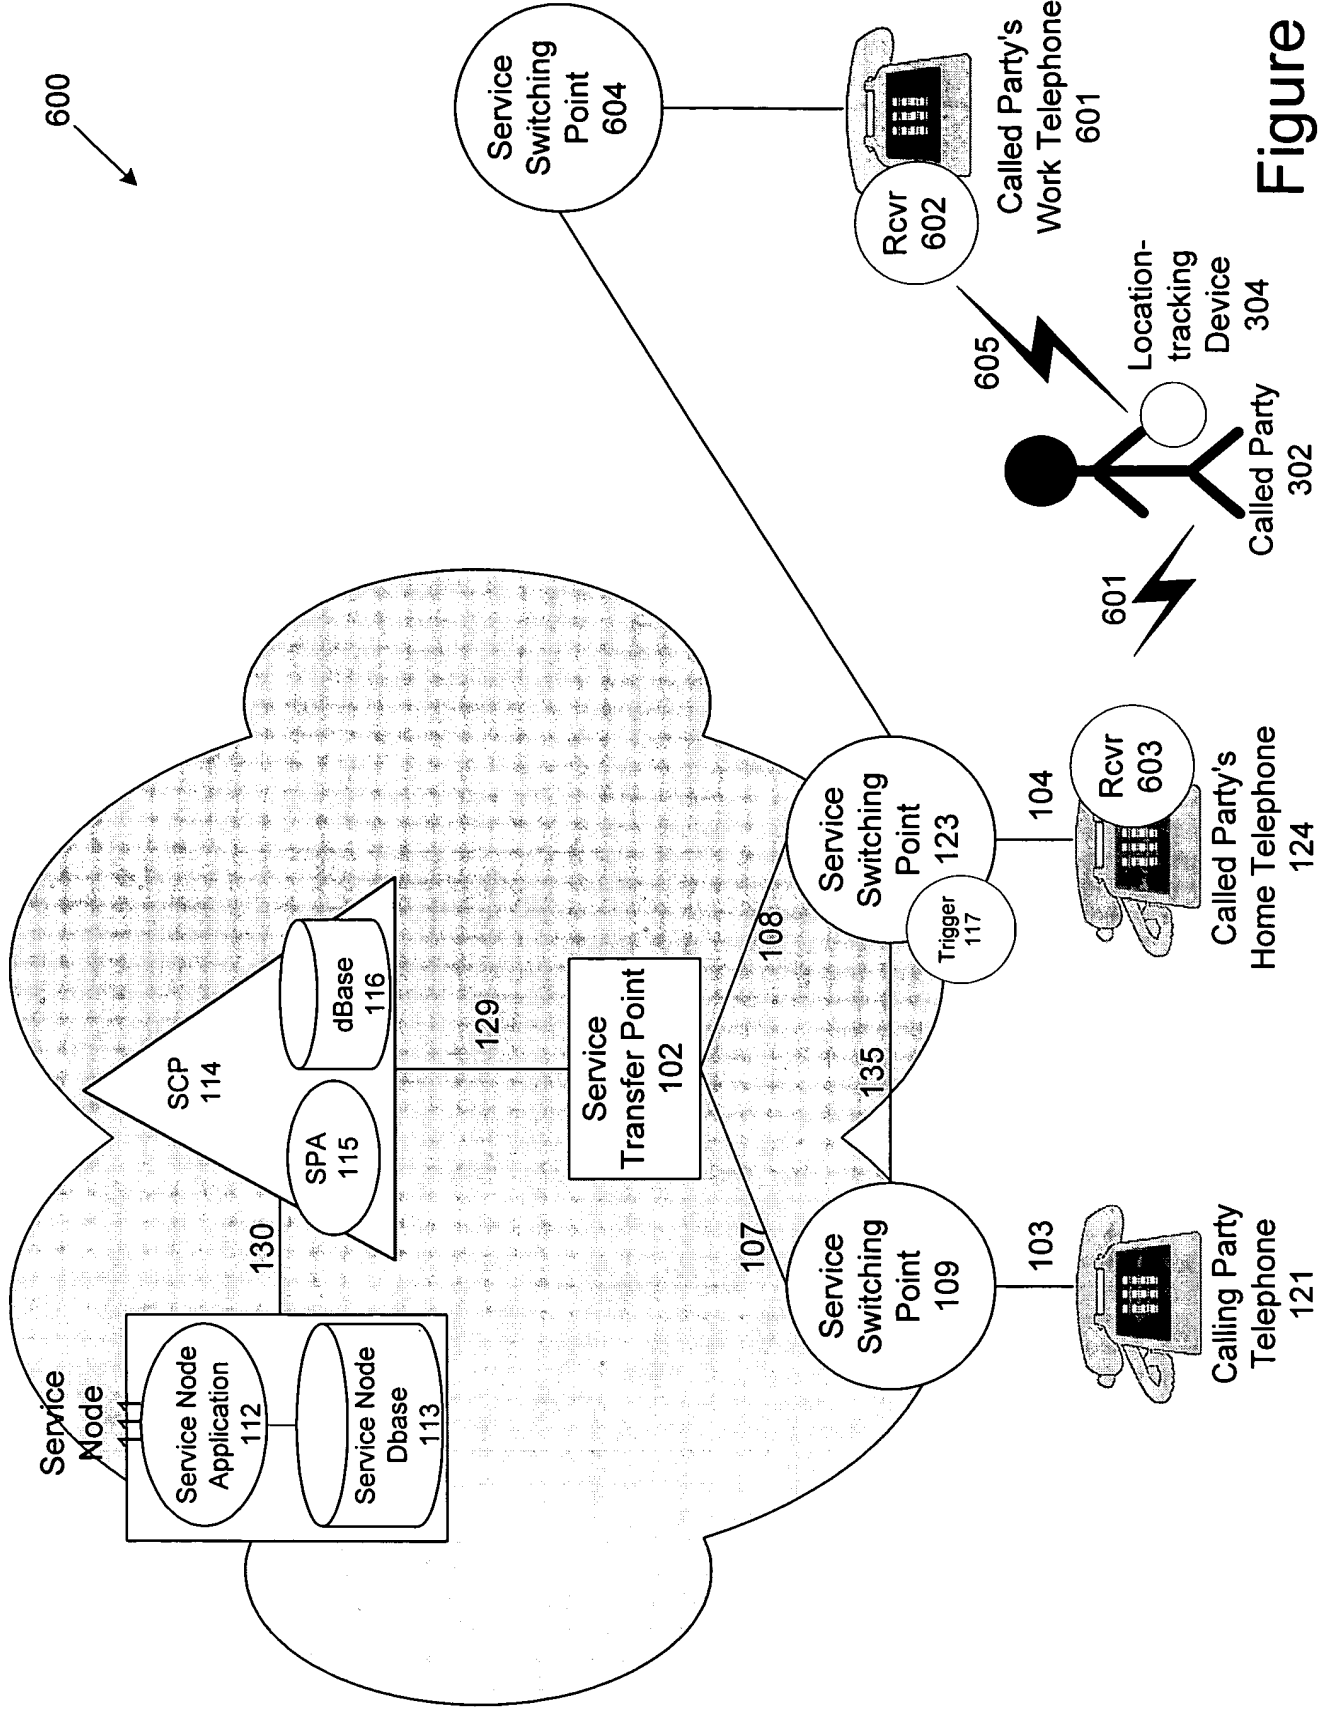 600
Service
Node
111
Service Node
Application
112
Service Node
Dbase
113
130
SCP
114
SPA
115
dBase
116
129
Service
Transfer Point
102
107
108
135
Service
Switching
Point
109
Service
Switching
Point
123
Trigger
117
Service
Switching
Point
604
103
104
Calling Party
Telephone
121
Rcvr
603
Called Party's
Home Telephone
124
601
Called Party
302
605
Location-
tracking
Device
304
Rcvr
602
Called Party's
Work Telephone
601
Figure